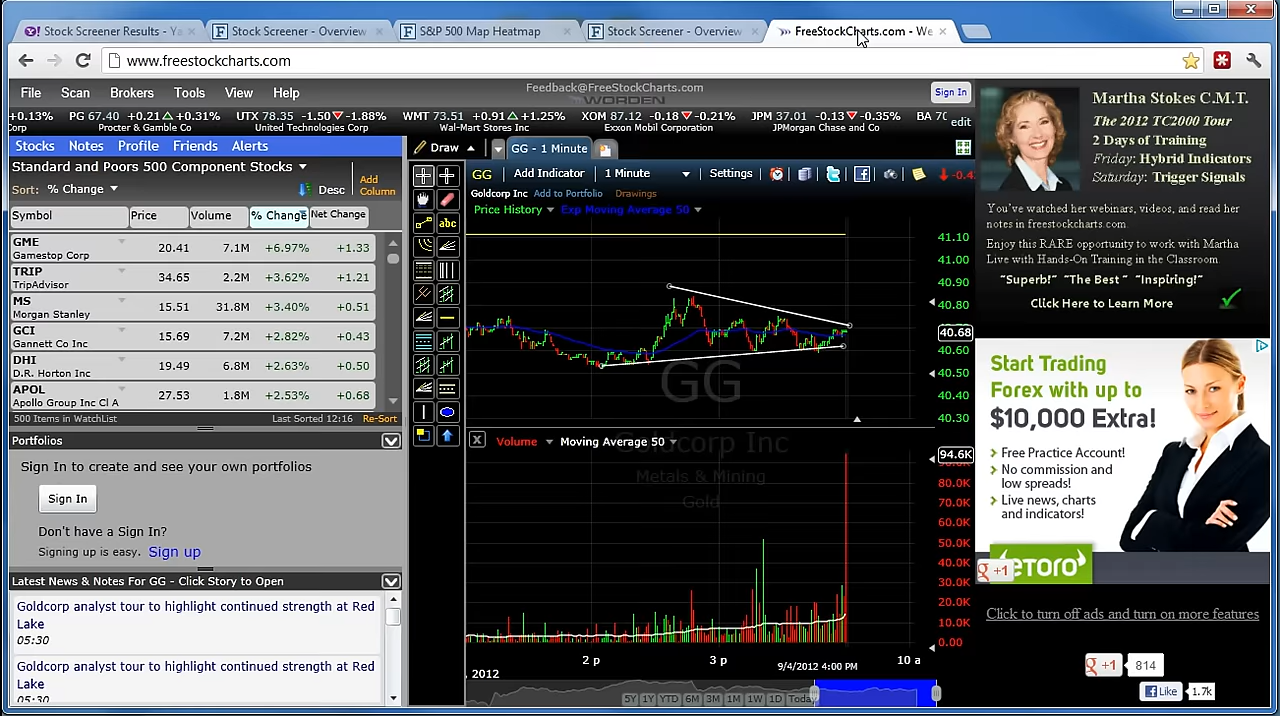 Stock Screener Results - Ya
Stock Screener - Overview
S&P 500 Map Heatmap
Stock Screener - Overview
FreeStockCharts.com - We
www.freestockcharts.com
File Scan Brokers Tools View Help
Feedback@FreeStockCharts.com
WORDEN
Sign In
+0.13% PG 67.40 +0.21 +0.31% UTX 78.35 -1.50 -1.88% WMT 73.51 +0.91 +1.25% XOM 87.12 -0.18 -0.21% JPM 37.01 -0.13 -0.35% BA 70
Corp Procter & Gamble Co United Technologies Corp Wal-Mart Stores Inc Exxon Mobil Corporation JPMorgan Chase and Co edit
Stocks Notes Profile Friends Alerts
Standard and Poors 500 Component Stocks
Sort: % Change Desc Add Column
Symbol Price Volume % Change Net Change
GME 20.41 7.1M +6.97% +1.33
Gamestop Corp
TRIP 34.65 2.2M +3.62% +1.21
TripAdvisor
MS 15.51 31.8M +3.40% +0.51
Morgan Stanley
GCI 15.69 7.2M +2.82% +0.43
Gannett Co Inc
DHI 19.49 6.8M +2.63% +0.50
D.R. Horton Inc
APOL 27.53 1.8M +2.53% +0.68
Apollo Group Inc Cl A
500 Items in WatchList Last Sorted 12:16 Re-Sort
Portfolios
Sign In to create and see your own portfolios
Sign In
Don't have a Sign In?
Signing up is easy. Sign up
Latest News & Notes For GG - Click Story to Open
Goldcorp analyst tour to highlight continued strength at Red
Lake
05:30
Goldcorp analyst tour to highlight continued strength at Red
Lake
05:30
Draw GG - 1 Minute
GG Add Indicator 1 Minute Settings
Goldcorp Inc Add to Portfolio Drawings
Price History Exp Moving Average 50
abc
41.10
41.00
40.90
40.80
40.68
40.60
40.50
40.40
40.30
GG
Goldcorp Inc
Metals & Mining
Gold
X Volume Moving Average 50
94.6K
80.0K
70.0K
60.0K
50.0K
40.0K
30.0K
20.0K
10.0K
0.00
2 p 3 p 10 a
2012 9/4/2012 4:00 PM
5Y 1Y YTD 6M 3M 1M 1W 1D Today
Martha Stokes C.M.T.
The 2012 TC2000 Tour
2 Days of Training
Friday: Hybrid Indicators
Saturday: Trigger Signals
You've watched her webinars, videos, and read her
notes in freestockcharts.com.
Enjoy this RARE opportunity to work with Martha
Live with Hands-On Training in the Classroom
"Superb!" "The Best" "Inspiring!"
Click Here to Learn More
Start Trading
Forex with up to
$10,000 Extra!
Free Practice Account!
No commission and
low spreads!
Live news, charts
and indicators!
eToro
+1
Click to turn off ads and turn on more features
+1 814
Like 1.7k